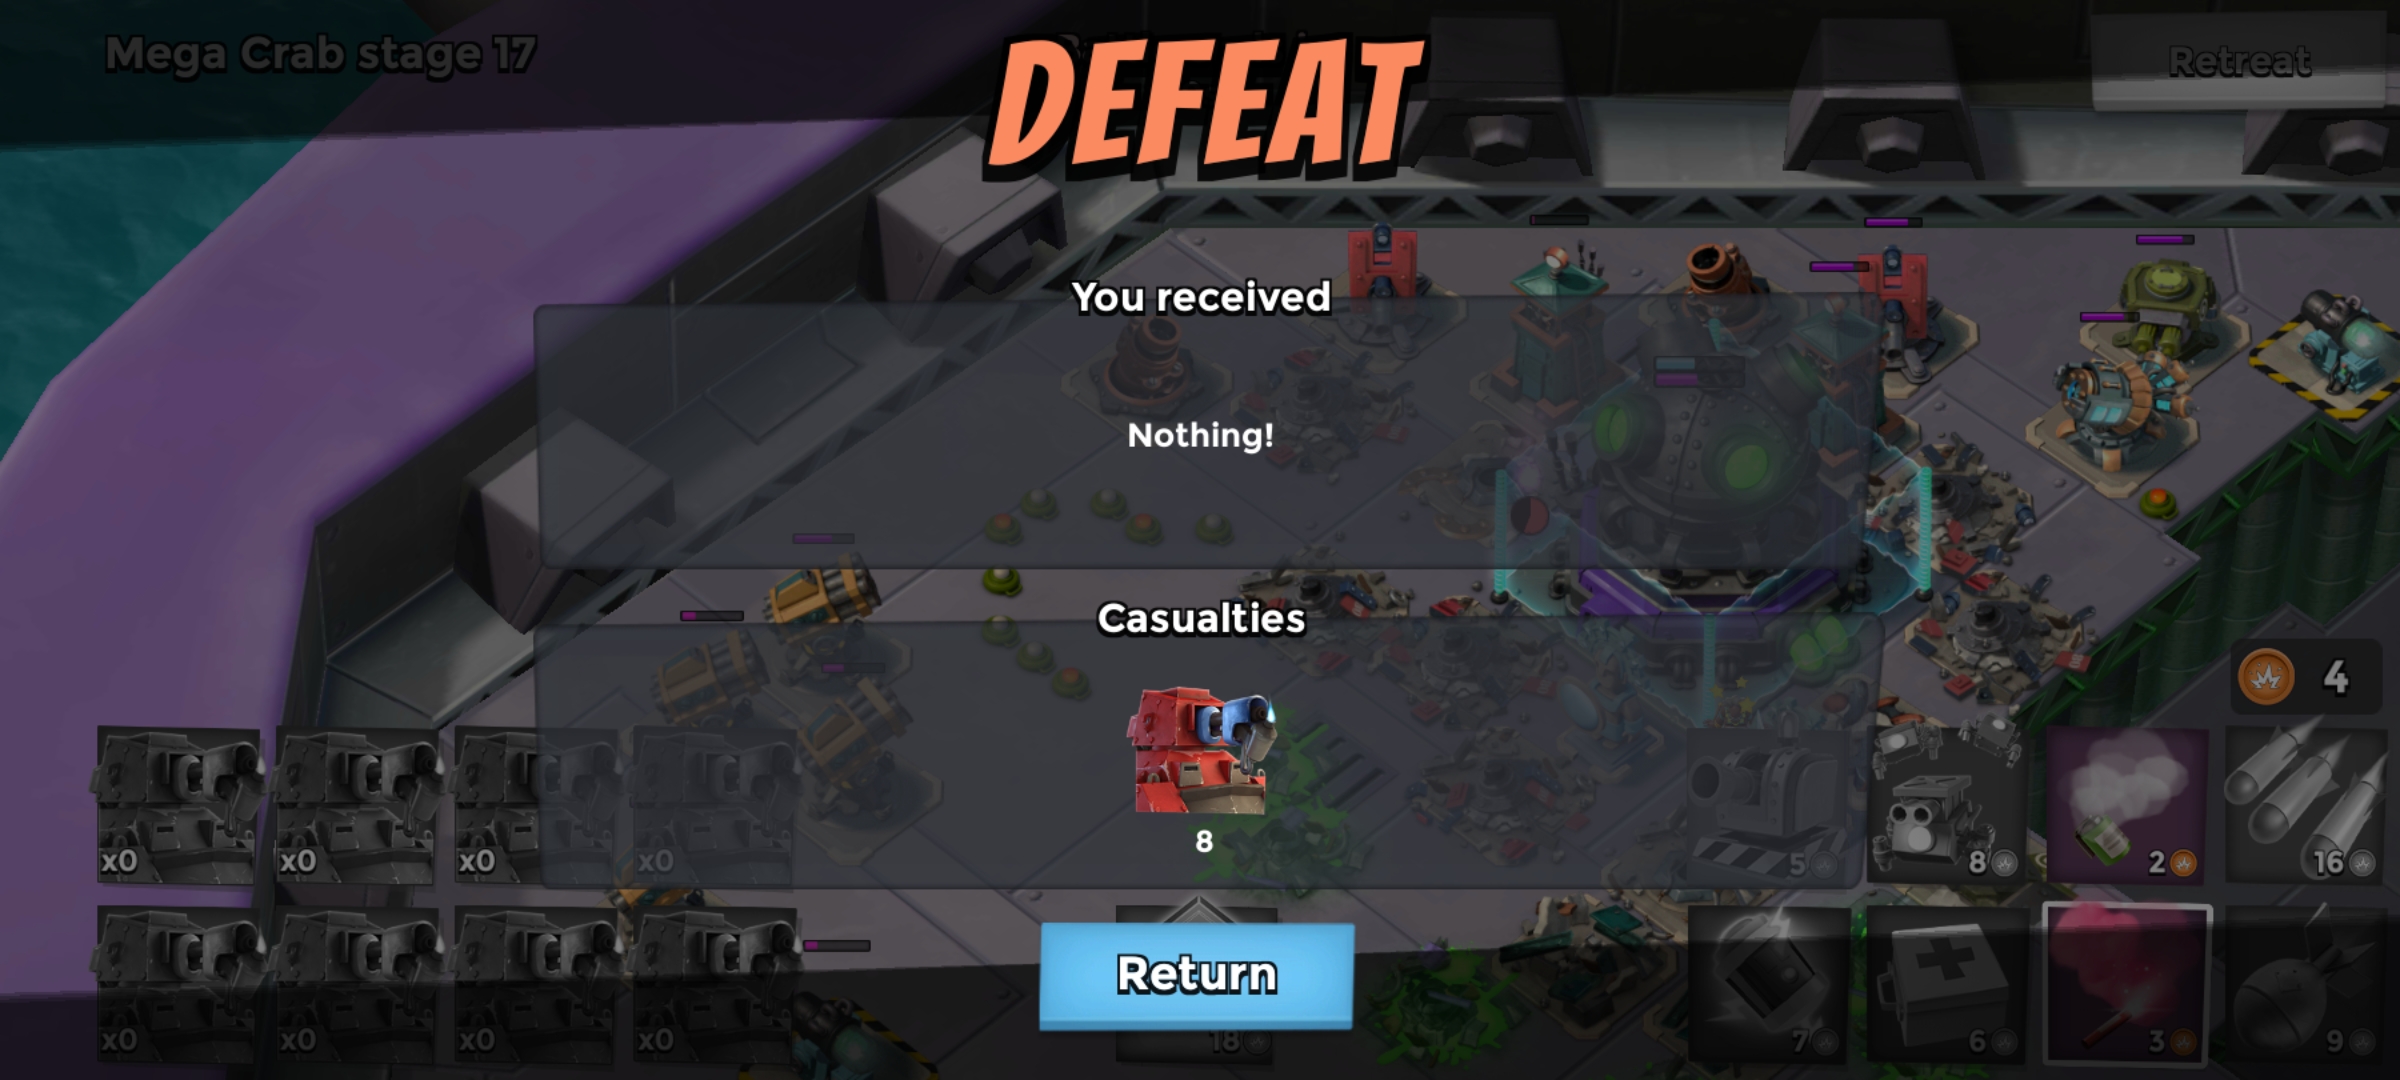 Mega Crab stage 17
DEFEAT
Retreat
You received
Nothing!
Casualties
8
4
x0
x0
x0
x0
5
8
2
16
x0
x0
x0
x0
Return
18
7
6
3
9